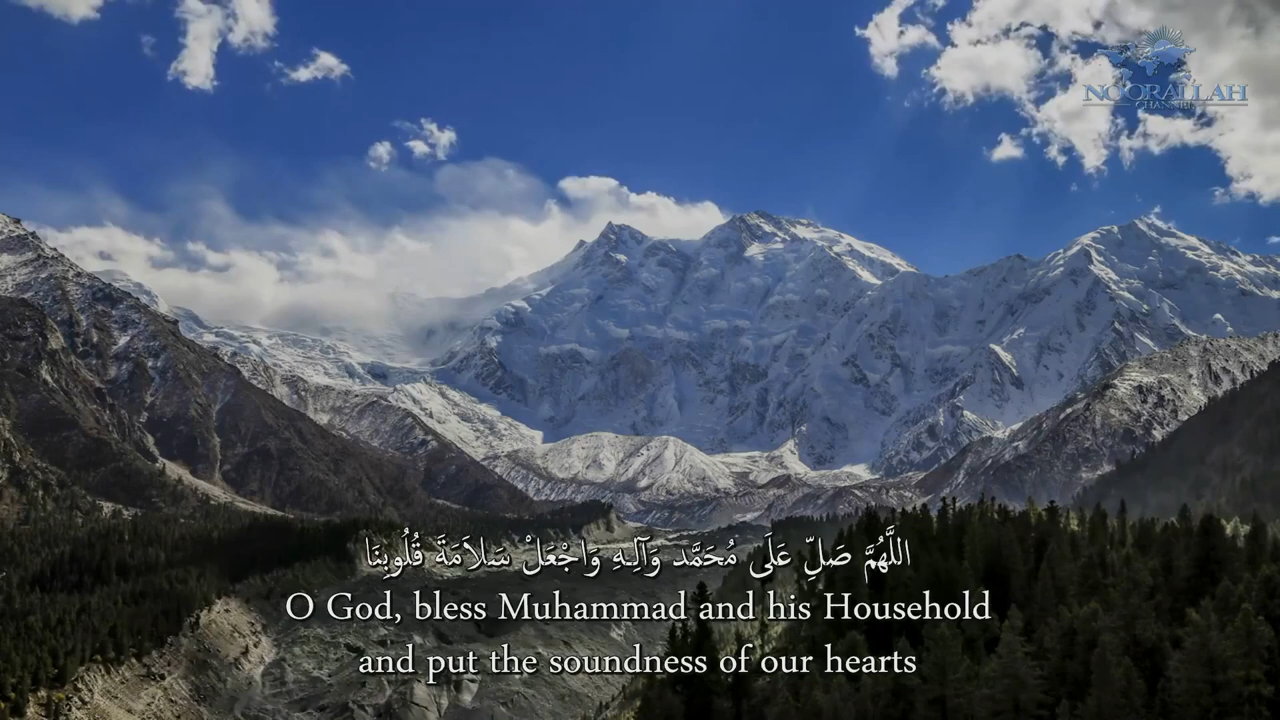 NOORALLAH
CHANNEL
اللَّهُمَّ صَلِّ عَلَى مُحَمَّد وَآلِهِ وَاجْعَلْ سَلاَمَةَ قُلُوبِنَا
O God, bless Muhammad and his Household
and put the soundness of our hearts